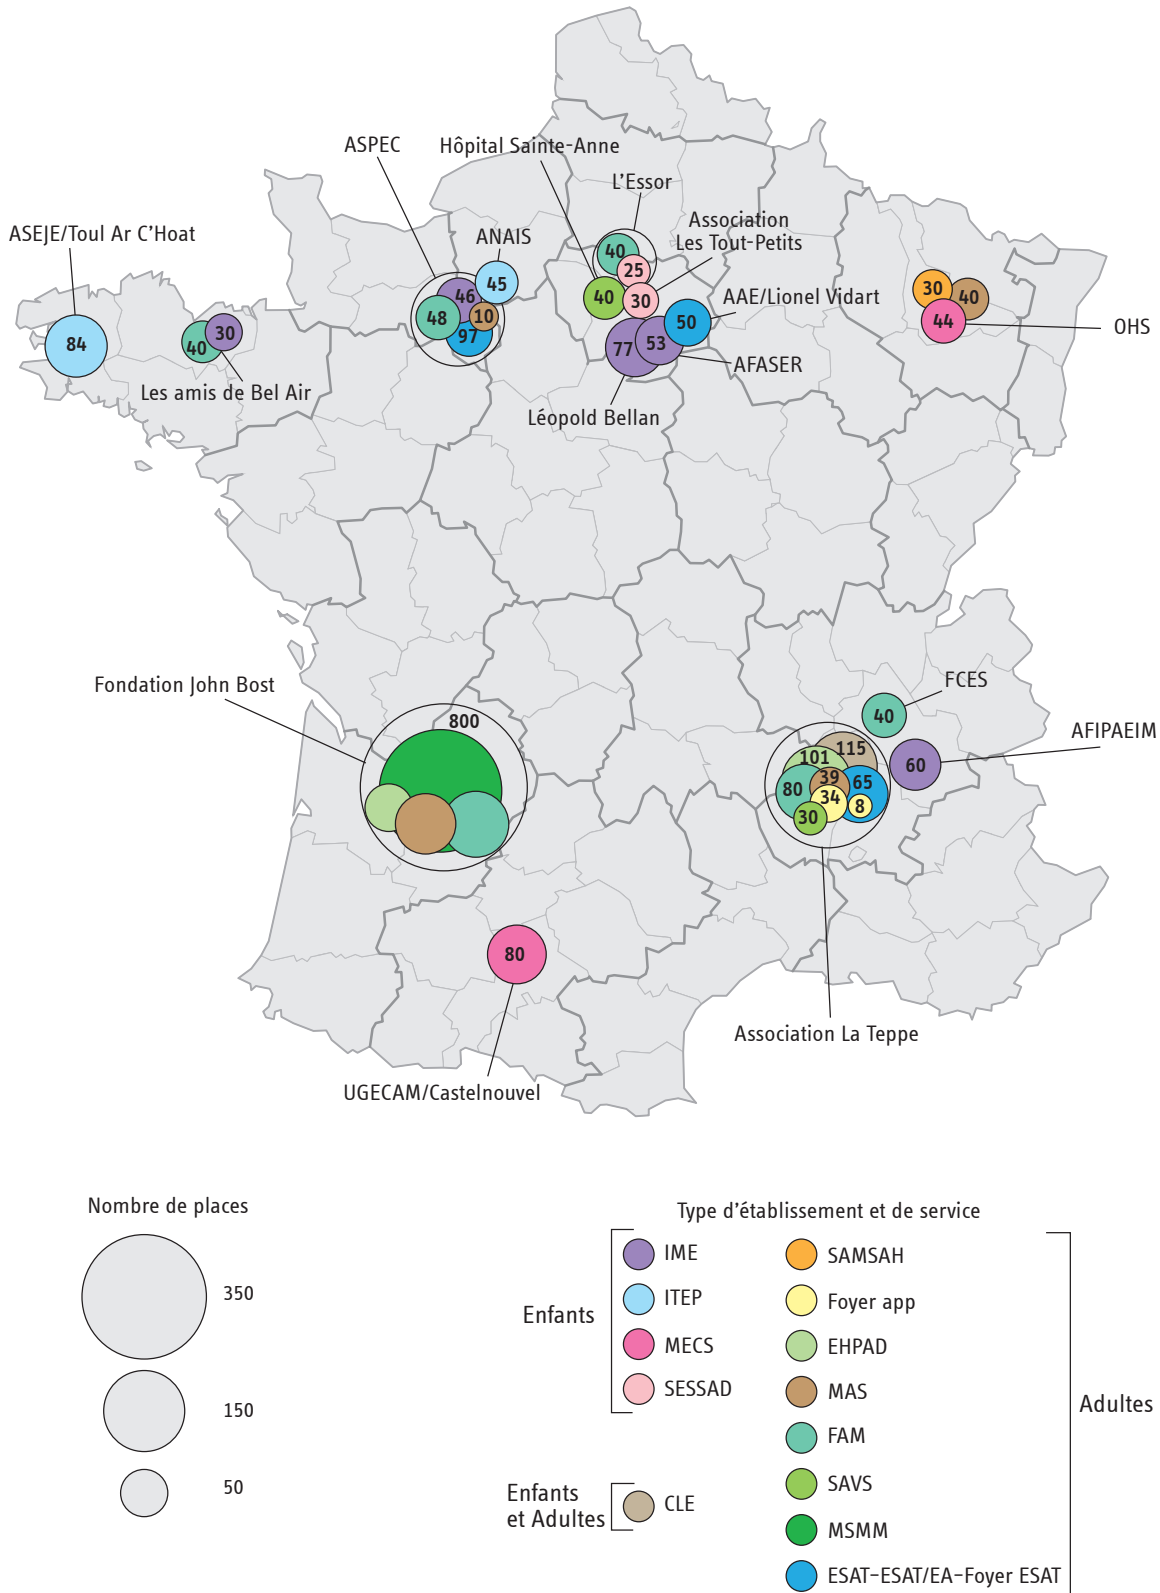 ASPEC
Hôpital Sainte-Anne
L'Essor
ASEJE/Toul Ar C'Hoat
ANAIS
Association
Les Tout-Petits
40
25
45
46
40
30
AAE/Lionel Vidart
30
40
84
40
30
48
10
97
50
44
OHS
77
53
AFASER
Les amis de Bel Air
Léopold Bellan
Fondation John Bost
FCES
800
40
AFIPAEIM
115
101
60
80
39
65
34
8
30
80
Association La Teppe
UGECAM/Castelnouvel
Nombre de places
350
150
50
Type d'établissement et de service
Enfants
IME
ITEP
MECS
SESSAD
Enfants
et Adultes
CLE
SAMSAH
Foyer app
EHPAD
MAS
FAM
SAVS
MSMM
ESAT-ESAT/EA-Foyer ESAT
Adultes